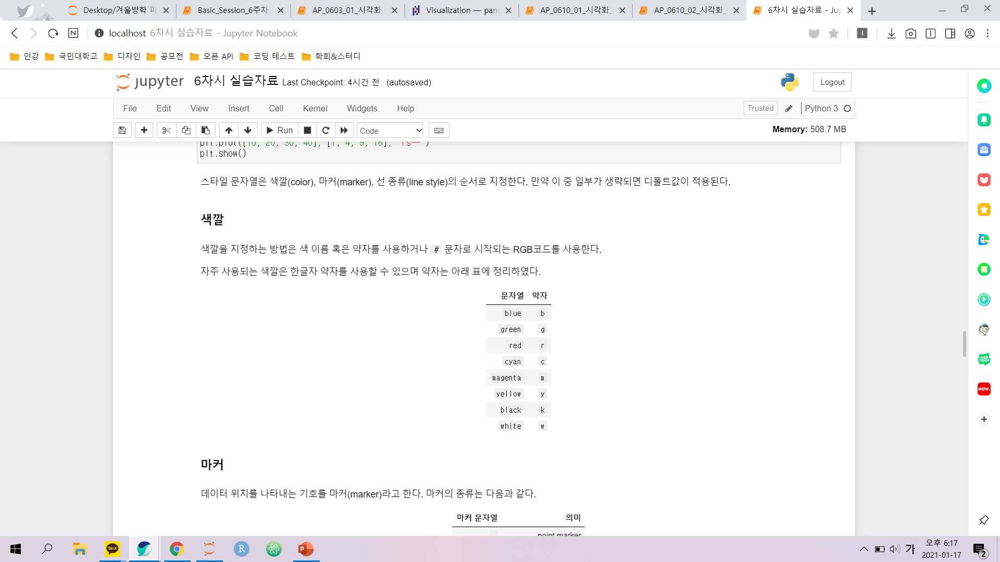 Desktop/겨울방학 파
Basic_Session_6주차
AP_0603_01_시각화
Visualization — pan
AP_0610_01_시각화_
AP_0610_02_시각화_
6차시 실습자료 - Jup
N
localhost 6차시 실습자료 - Jupyter Notebook
인강 국민대학교 디자인 공모전 오픈 API 코딩 테스트 학회&스터디
jupyter 6차시 실습자료 Last Checkpoint: 4시간 전 (autosaved)
Logout
File Edit View Insert Cell Kernel Widgets Help
Trusted Python 3
Run Code
Memory: 508.7 MB
plt.plot([10, 20, 30, 40], [1, 4, 9, 16],
plt.show()
스타일 문자열은 색깔(color), 마커(marker), 선 종류(line style)의 순서로 지정한다. 만약 이 중 일부가 생략되면 디폴트값이 적용된다.
색깔
색깔을 지정하는 방법은 색 이름 혹은 약자를 사용하거나 # 문자로 시작되는 RGB코드를 사용한다.
자주 사용되는 색깔은 한글자 약자를 사용할 수 있으며 약자는 아래 표에 정리하였다.
문자열 약자
blue b
green g
red r
cyan c
magenta m
yellow y
black k
white w
마커
데이터 위치를 나타내는 기호를 마커(marker)라고 한다. 마커의 종류는 다음과 같다.
마커 문자열 의미
point marker
WEB TOON
NOW.
TALK
R
P
가
오후 6:17
2021-01-17
2